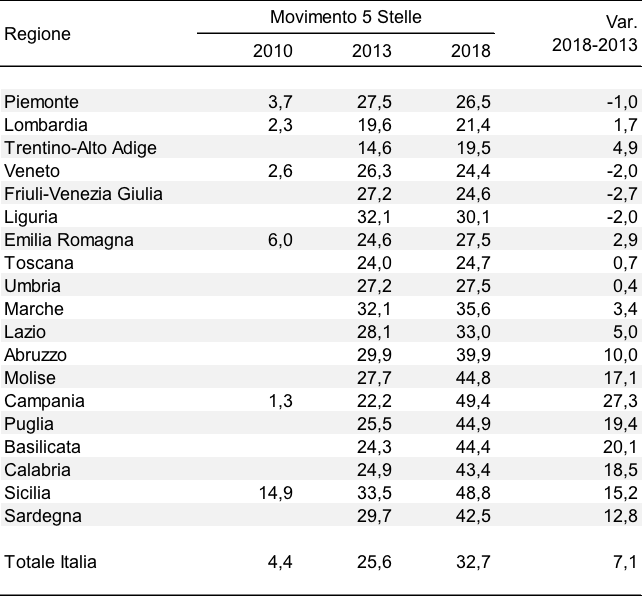 Regione Movimento 5 Stelle Var. 2018-2013
2010 2013 2018
Piemonte 3,7 27,5 26,5 -1,0
Lombardia 2,3 19,6 21,4 1,7
Trentino-Alto Adige 14,6 19,5 4,9
Veneto 2,6 26,3 24,4 -2,0
Friuli-Venezia Giulia 27,2 24,6 -2,7
Liguria 32,1 30,1 -2,0
Emilia Romagna 6,0 24,6 27,5 2,9
Toscana 24,0 24,7 0,7
Umbria 27,2 27,5 0,4
Marche 32,1 35,6 3,4
Lazio 28,1 33,0 5,0
Abruzzo 29,9 39,9 10,0
Molise 27,7 44,8 17,1
Campania 1,3 22,2 49,4 27,3
Puglia 25,5 44,9 19,4
Basilicata 24,3 44,4 20,1
Calabria 24,9 43,4 18,5
Sicilia 14,9 33,5 48,8 15,2
Sardegna 29,7 42,5 12,8
Totale Italia 4,4 25,6 32,7 7,1